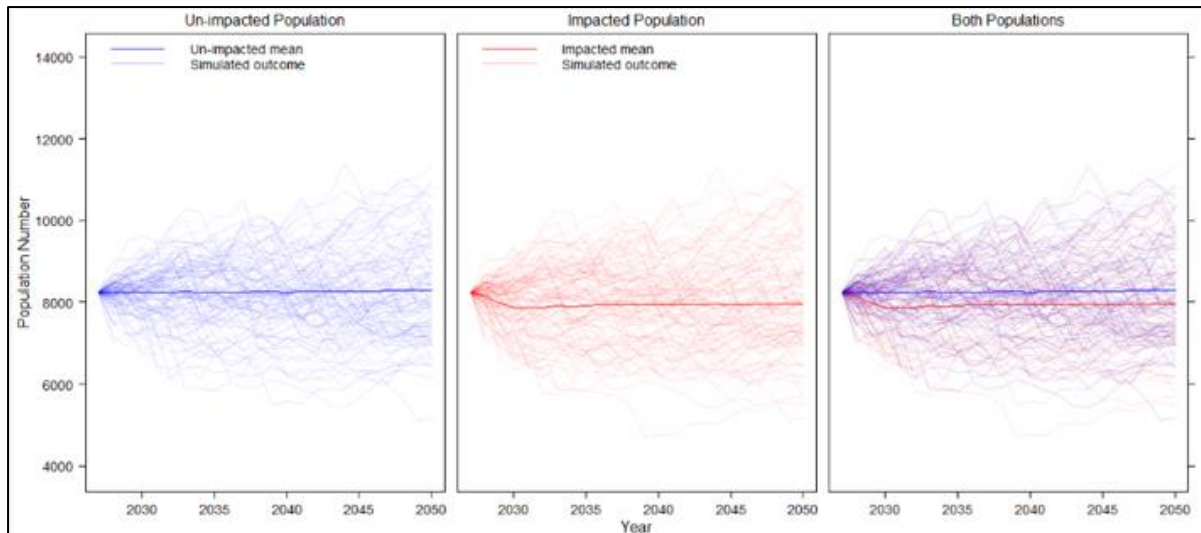 Un-impacted Population
Impacted Population
Both Populations
Un-impacted mean
Simulated outcome
Impacted mean
Simulated outcome
Population Number
14000
12000
10000
8000
6000
4000
2030 2035 2040 2045 2050
2030 2035 2040 2045 2050
2030 2035 2040 2045 2050
Year